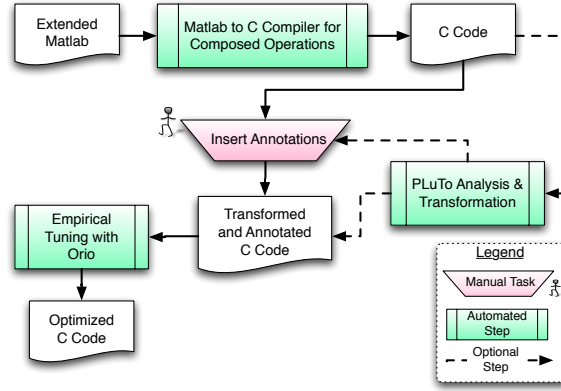 Extended
Matlab
Matlab to C Compiler for
Composed Operations
C Code
Insert Annotations
PLuTo Analysis &
Transformation
Empirical
Tuning with
Orio
Transformed
and Annotated
C Code
Optimized
C Code
Legend
Manual Task
Automated
Step
Optional
Step